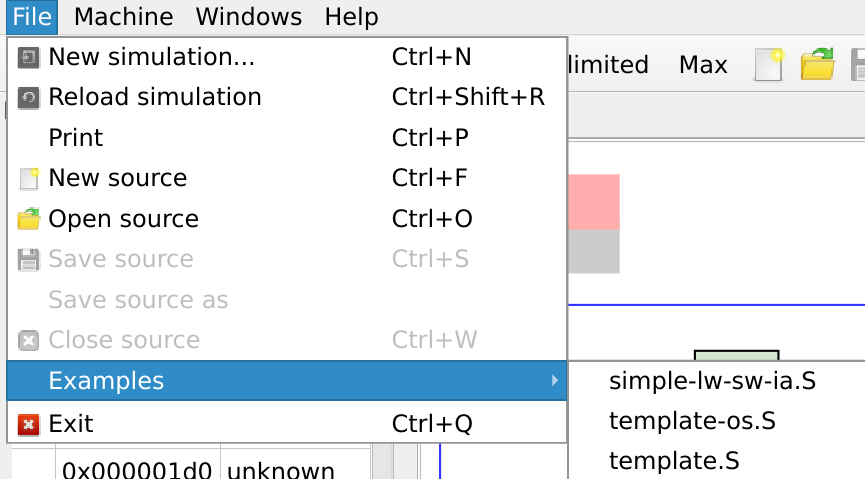 File Machine Windows Help
New simulation... Ctrl+N
Reload simulation Ctrl+Shift+R
limited Max
Print Ctrl+P
New source Ctrl+F
Open source Ctrl+O
Save source Ctrl+S
Save source as
Close source Ctrl+W
Examples
simple-lw-sw-ia.S
Exit Ctrl+Q
template-os.S
template.S
0x000001d0 unknown